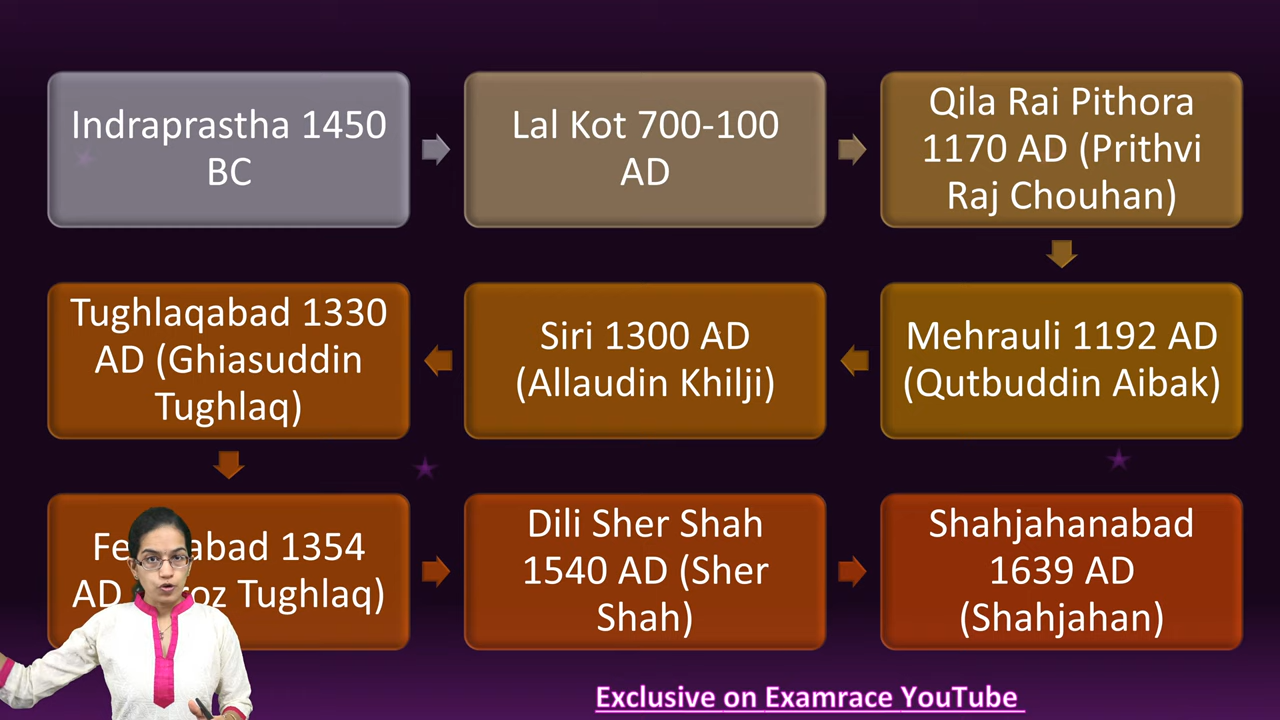 Indraprastha 1450
BC
Lal Kot 700-100
AD
Qila Rai Pithora
1170 AD (Prithvi
Raj Chouhan)
Mehrauli 1192 AD
(Qutbuddin Aibak)
Siri 1300 AD
(Allaudin Khilji)
Tughlaqabad 1330
AD (Ghiasuddin
Tughlaq)
1354
AD Tughlaq)
Dili Sher Shah
1540 AD (Sher
Shah)
Shahjahanabad
1639 AD
(Shahjahan)
Exclusive on Examrace YouTube